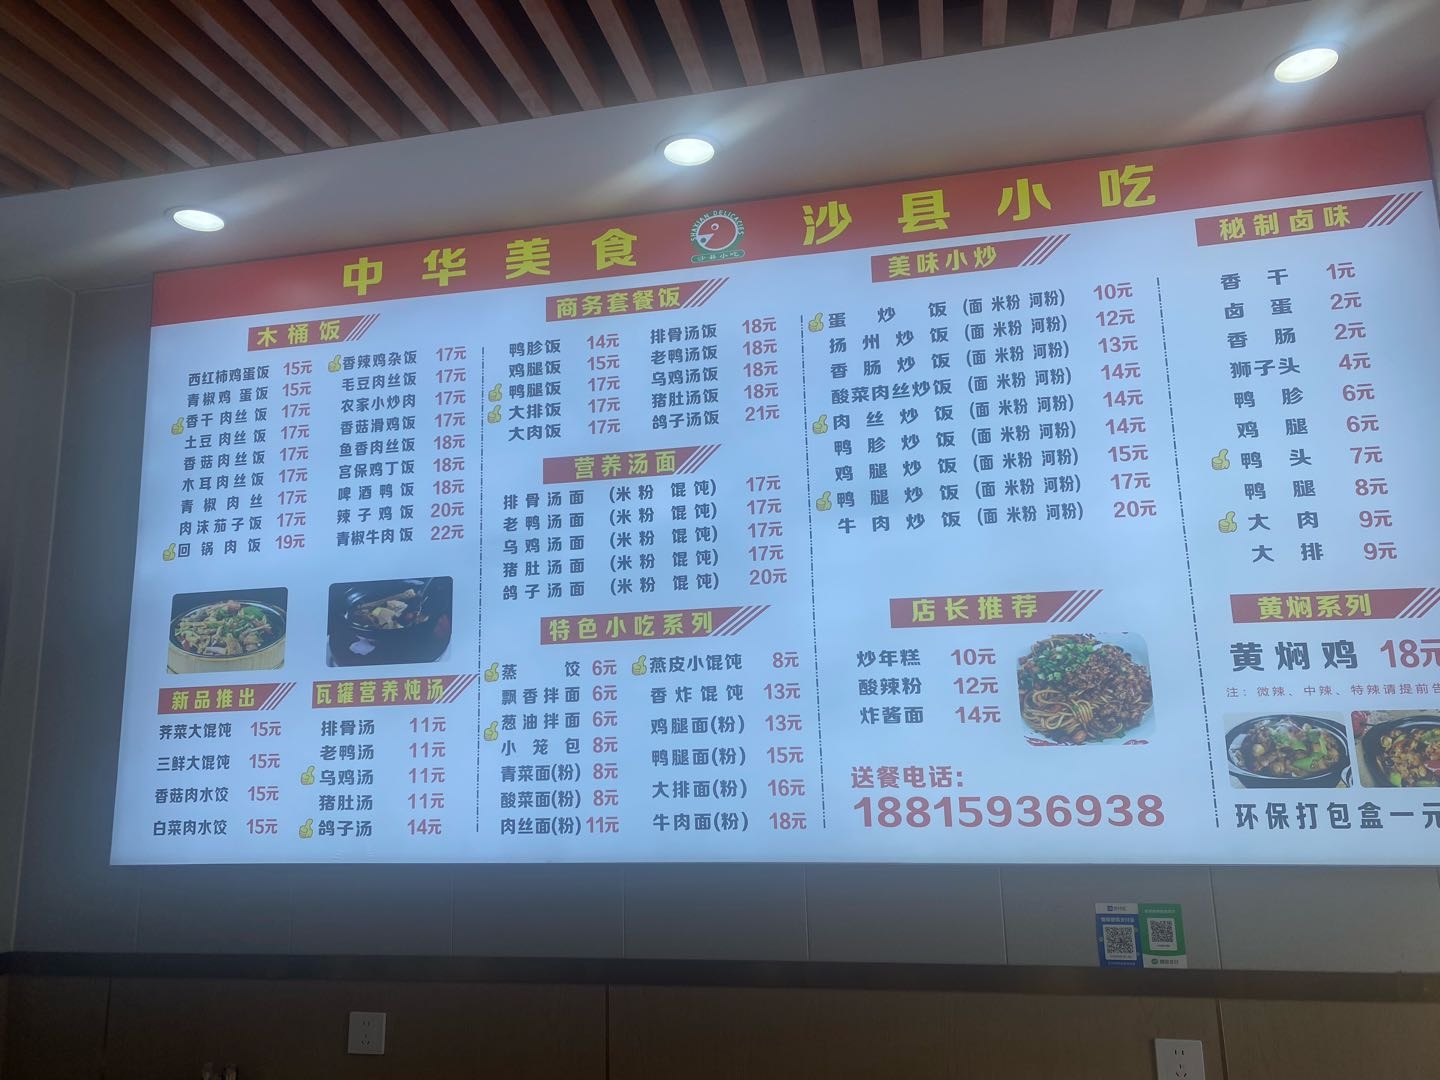 中华美食
SHAXIAN DELICACIES
沙县小吃
沙县小吃
木桶饭
西红柿鸡蛋饭 15元
青椒鸡蛋饭 15元
香干肉丝饭 17元
土豆肉丝饭 17元
香菇肉丝饭 17元
木耳肉丝饭 17元
青椒肉丝 17元
肉沫茄子饭 17元
回锅肉饭 19元
香辣鸡杂饭 17元
毛豆肉丝饭 17元
农家小炒肉 17元
香菇滑鸡饭 17元
鱼香肉丝饭 18元
宫保鸡丁饭 18元
啤酒鸭饭 18元
辣子鸡饭 20元
青椒牛肉饭 22元
新品推出
荠菜大馄饨 15元
三鲜大馄饨 15元
香菇肉水饺 15元
白菜肉水饺 15元
瓦罐营养炖汤
排骨汤 11元
老鸭汤 11元
乌鸡汤 11元
猪肚汤 11元
鸽子汤 14元
商务套餐饭
鸭胗饭 14元
鸡腿饭 15元
鸭腿饭 17元
大排饭 17元
大肉饭 17元
排骨汤饭 18元
老鸭汤饭 18元
乌鸡汤饭 18元
猪肚汤饭 18元
鸽子汤饭 21元
营养汤面
排骨汤面 (米粉 馄饨) 17元
老鸭汤面 (米粉 馄饨) 17元
乌鸡汤面 (米粉 馄饨) 17元
猪肚汤面 (米粉 馄饨) 17元
鸽子汤面 (米粉 馄饨) 20元
特色小吃系列
蒸饺 6元
飘香拌面 6元
葱油拌面 6元
小笼包 8元
青菜面(粉) 8元
酸菜面(粉) 8元
肉丝面(粉) 11元
燕皮小馄饨 8元
香炸馄饨 13元
鸡腿面(粉) 13元
鸭腿面(粉) 15元
大排面(粉) 16元
牛肉面(粉) 18元
美味小炒
蛋炒饭 (面 米粉 河粉) 10元
扬州炒饭 (面 米粉 河粉) 12元
香肠炒饭 (面 米粉 河粉) 13元
酸菜肉丝炒饭 (面 米粉 河粉) 14元
肉丝炒饭 (面 米粉 河粉) 14元
鸭胗炒饭 (面 米粉 河粉) 14元
鸡腿炒饭 (面 米粉 河粉) 15元
鸭腿炒饭 (面 米粉 河粉) 17元
牛肉炒饭 (面 米粉 河粉) 20元
店长推荐
炒年糕 10元
酸辣粉 12元
炸酱面 14元
送餐电话:
18815936938
秘制卤味
香干 1元
卤蛋 2元
香肠 2元
狮子头 4元
鸭胗 6元
鸡腿 6元
鸭头 7元
鸭腿 8元
大肉 9元
大排 9元
黄焖系列
黄焖鸡 18元
注: 微辣、中辣、特辣请提前告
环保打包盒一元